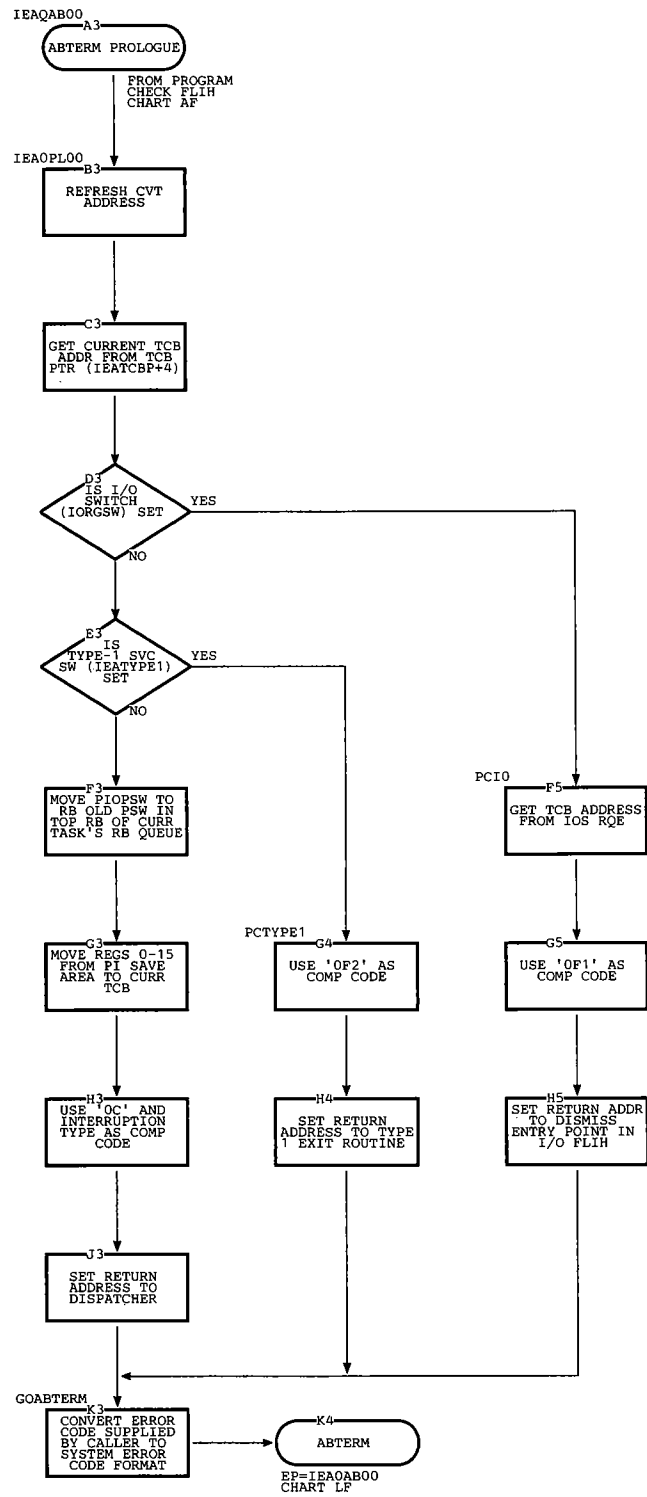 IEAQAB00
A3
ABTERM PROLOGUE
FROM PROGRAM
CHECK FLIH
CHART AF
IEA0PL00
B3
REFRESH CVT
ADDRESS
C3
GET CURRENT TCB
ADDR FROM TCB
PTR (IEATCBP+4)
D3
IS I/O
SWITCH
(IORGSW) SET
YES
NO
E3
IS
TYPE-1 SVC
SW (IEATYPE1)
SET
YES
NO
F3
MOVE PIOPSW TO
RB OLD PSW IN
TOP RB OF CURR
TASK'S RB QUEUE
PCIO
F5
GET TCB ADDRESS
FROM IOS RQE
G3
MOVE REGS 0-15
FROM PI SAVE
AREA TO CURR
TCB
PCTYPE1
G4
USE '0F2' AS
COMP CODE
G5
USE '0F1' AS
COMP CODE
H3
USE '0C' AND
INTERRUPTION
TYPE AS COMP
CODE
H4
SET RETURN
ADDRESS TO TYPE
1 EXIT ROUTINE
H5
SET RETURN ADDR
TO DISMISS
ENTRY POINT IN
I/O FLIH
J3
SET RETURN
ADDRESS TO
DISPATCHER
GOABTERM
K3
CONVERT ERROR
CODE SUPPLIED
BY CALLER TO
SYSTEM ERROR
CODE FORMAT
K4
ABTERM
EP=IEA0AB00
CHART LF